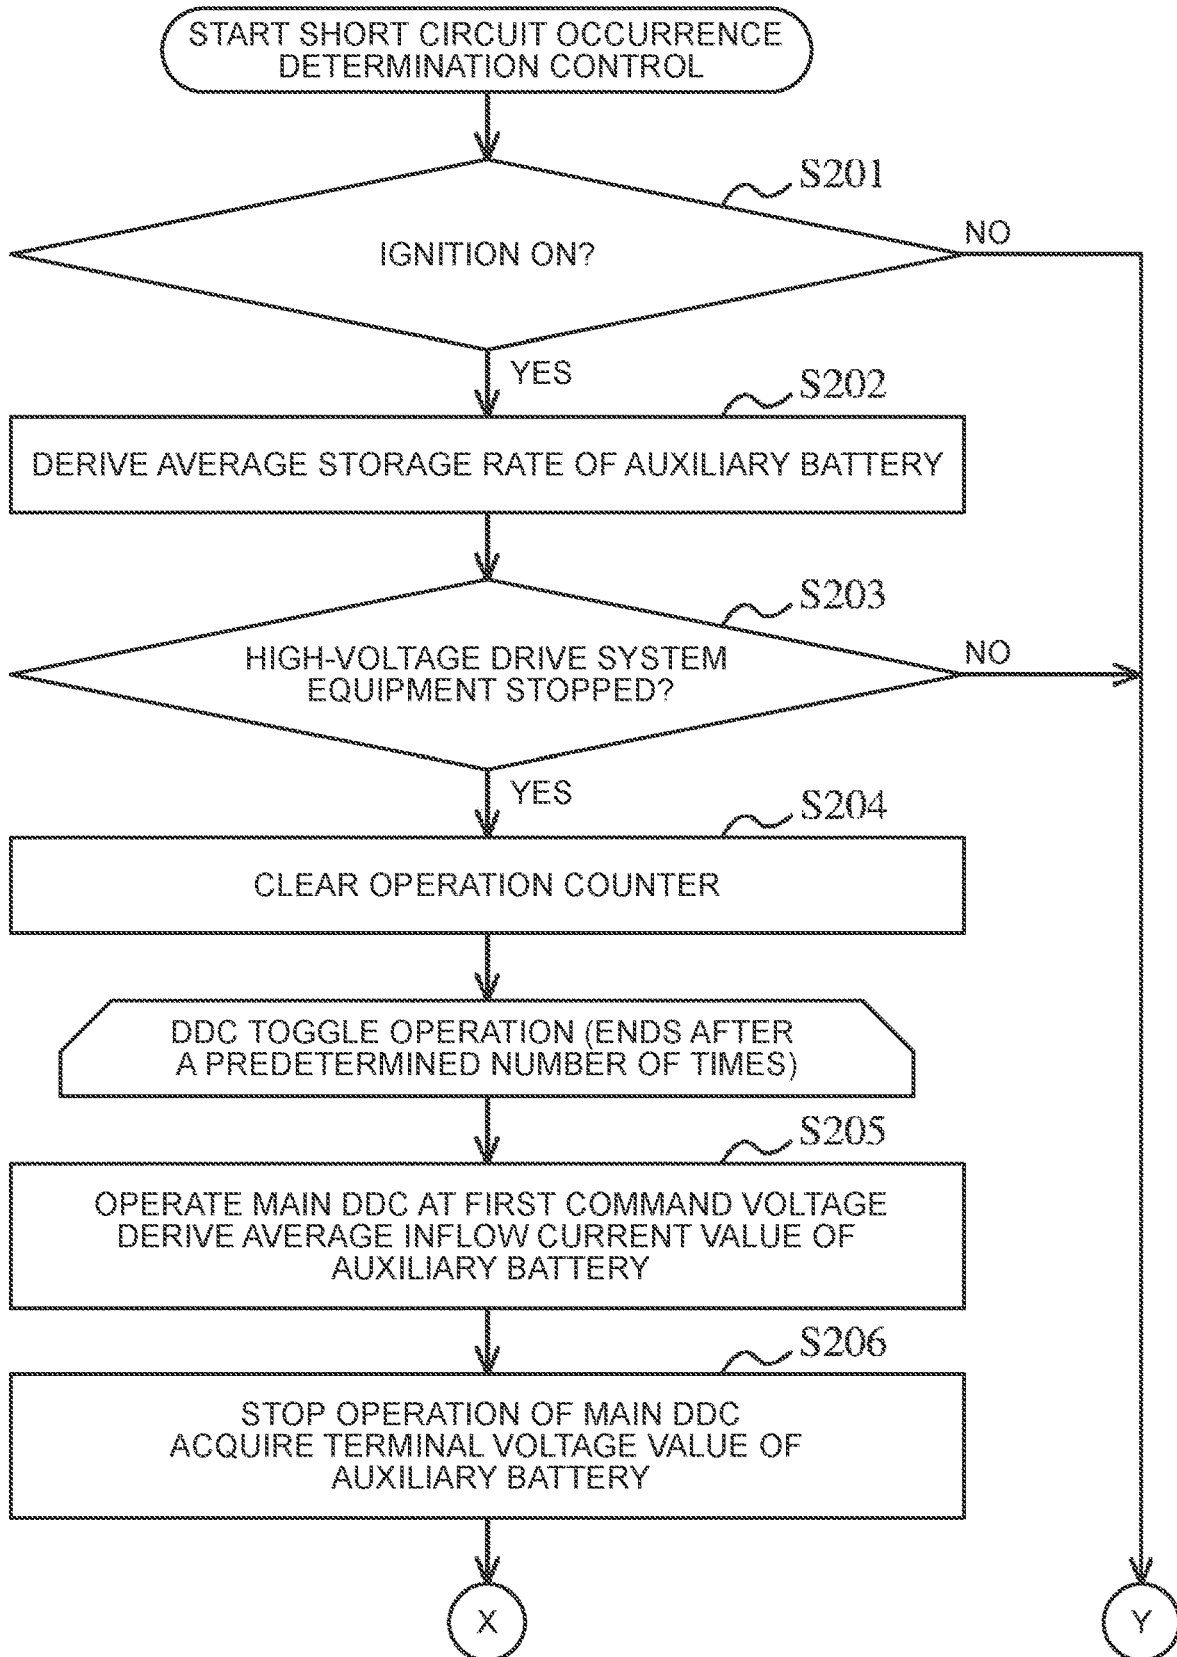 START SHORT CIRCUIT OCCURRENCE
DETERMINATION CONTROL
S201
IGNITION ON?
NO
YES
S202
DERIVE AVERAGE STORAGE RATE OF AUXILIARY BATTERY
S203
HIGH-VOLTAGE DRIVE SYSTEM
EQUIPMENT STOPPED?
NO
YES
S204
CLEAR OPERATION COUNTER
DDC TOGGLE OPERATION (ENDS AFTER
A PREDETERMINED NUMBER OF TIMES)
S205
OPERATE MAIN DDC AT FIRST COMMAND VOLTAGE
DERIVE AVERAGE INFLOW CURRENT VALUE OF
AUXILIARY BATTERY
S206
STOP OPERATION OF MAIN DDC
ACQUIRE TERMINAL VOLTAGE VALUE OF
AUXILIARY BATTERY
X
Y